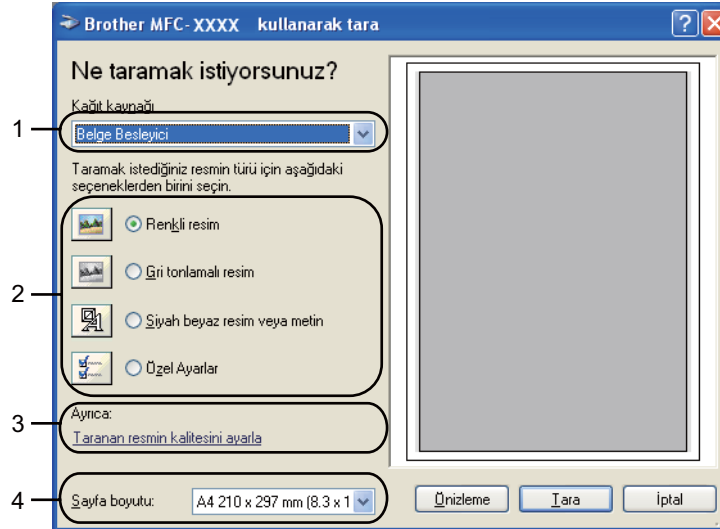 Brother MFC-XXXX kullanarak tara
Ne taramak istiyorsunuz?
Kağıt kaynağı
1
Belge Besleyici
Taramak istediğiniz resmin türü için aşağıdaki
seçeneklerden birini seçin.
2
Renkli resim
Gri tonlamalı resim
Siyah beyaz resim veya metin
Özel Ayarlar
3
Ayrıca:
Taranan resmin kalitesini ayarla
4
Sayfa boyutu: A4 210 x 297 mm (8.3 x 1
Önizleme Tara İptal